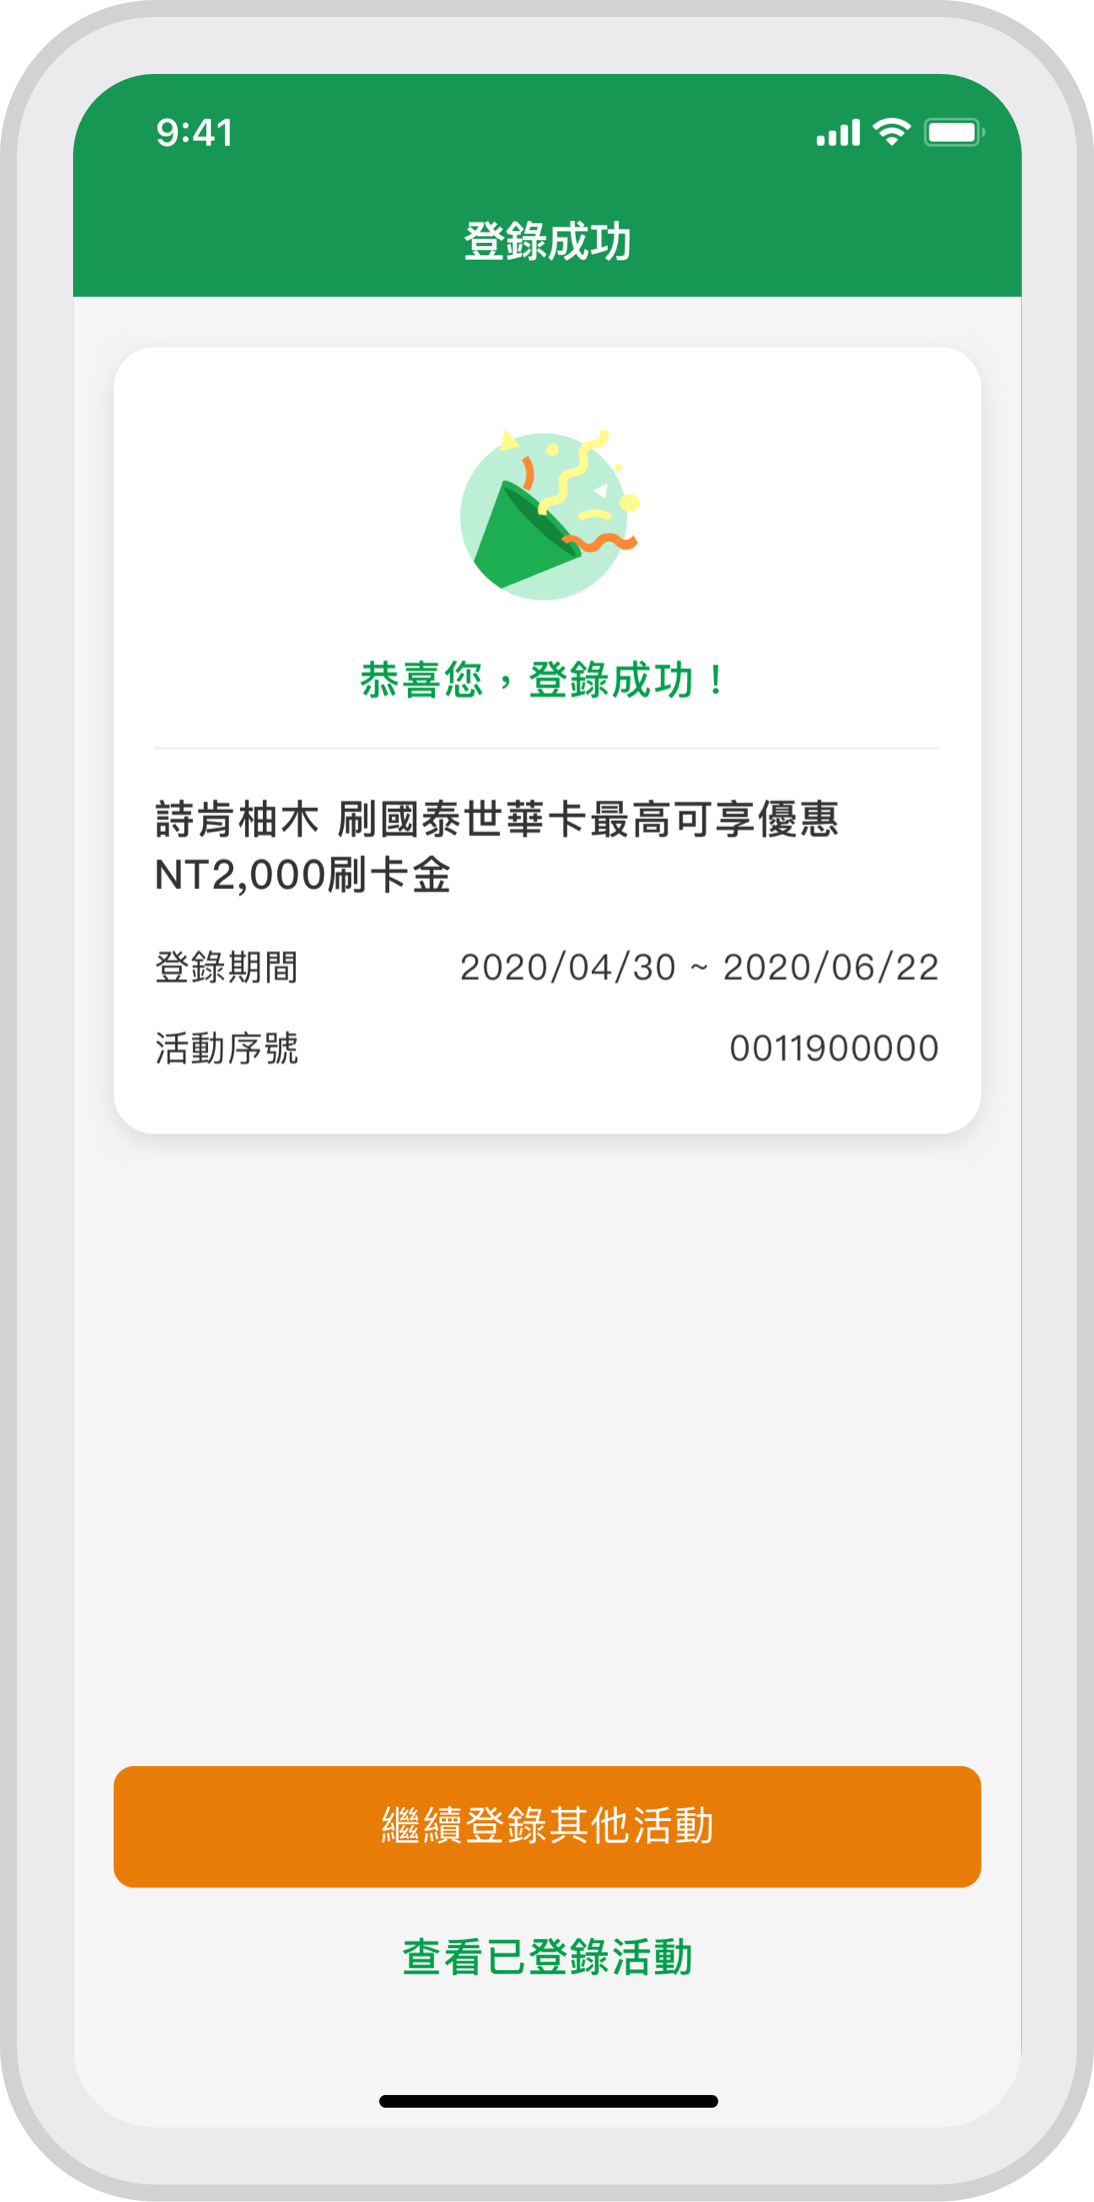 9:41
登錄成功
恭喜您，登錄成功！
詩肯柚木 刷國泰世華卡最高可享優惠
NT2,000刷卡金
登錄期間 2020/04/30 ~ 2020/06/22
活動序號 0011900000
繼續登錄其他活動
查看已登錄活動